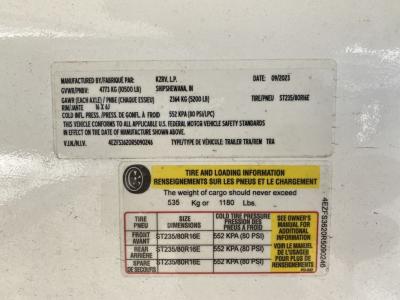 MANUFACTURED BY/FABRIQUÉ PAR: KZRV, L.P. DATE: 09/2023
GVWR/PNBV: 4773 KG (10500 LB) SHIPSHEWANA, IN
GAWR (EACH AXLE) / PNBE (CHAQUE ESSIEU) 2364 KG (5200 LB) TIRE/PNEU ST235/80R16E
RIM/JANTE 16 X 6J
COLD INFL. PRESS./PRESS. DE GONFL. À FROID 552 KPA (80 PSI/LPC)
THIS VEHICLE CONFORMS TO ALL APPLICABLE U.S. FEDERAL MOTOR VEHICLE SAFETY STANDARDS
IN EFFECT ON THE DATE OF MANUFACTURE SHOWN ABOVE.
V.I.N./N.I.V. 4EZFS3620R5090246 TYPE/TYPE DE VÉHICULE: TRAILER TRA/REM TRA
TIRE AND LOADING INFORMATION
RENSEIGNEMENTS SUR LES PNEUS ET LE CHARGEMENT
The weight of cargo should never exceed
535 Kg or 1180 Lbs.
TIRE PNEU
SIZE DIMENSIONS
COLD TIRE PRESSURE
PRESSION DES PNEUS A FROID
FRONT AVANT ST235/80R16E 552 KPA (80 PSI)
REAR ARRIÈRE ST235/80R16E 552 KPA (80 PSI)
SPARE DE SECOURS ST235/80R16E 552 KPA (80 PSI)
SEE OWNER'S
MANUAL FOR
ADDITIONAL
INFORMATION
VOIR LE MANUEL
DE L'USAGER
POUR PLUS DE
RENSEIGNEMENTS
4EZFS3620R5090246